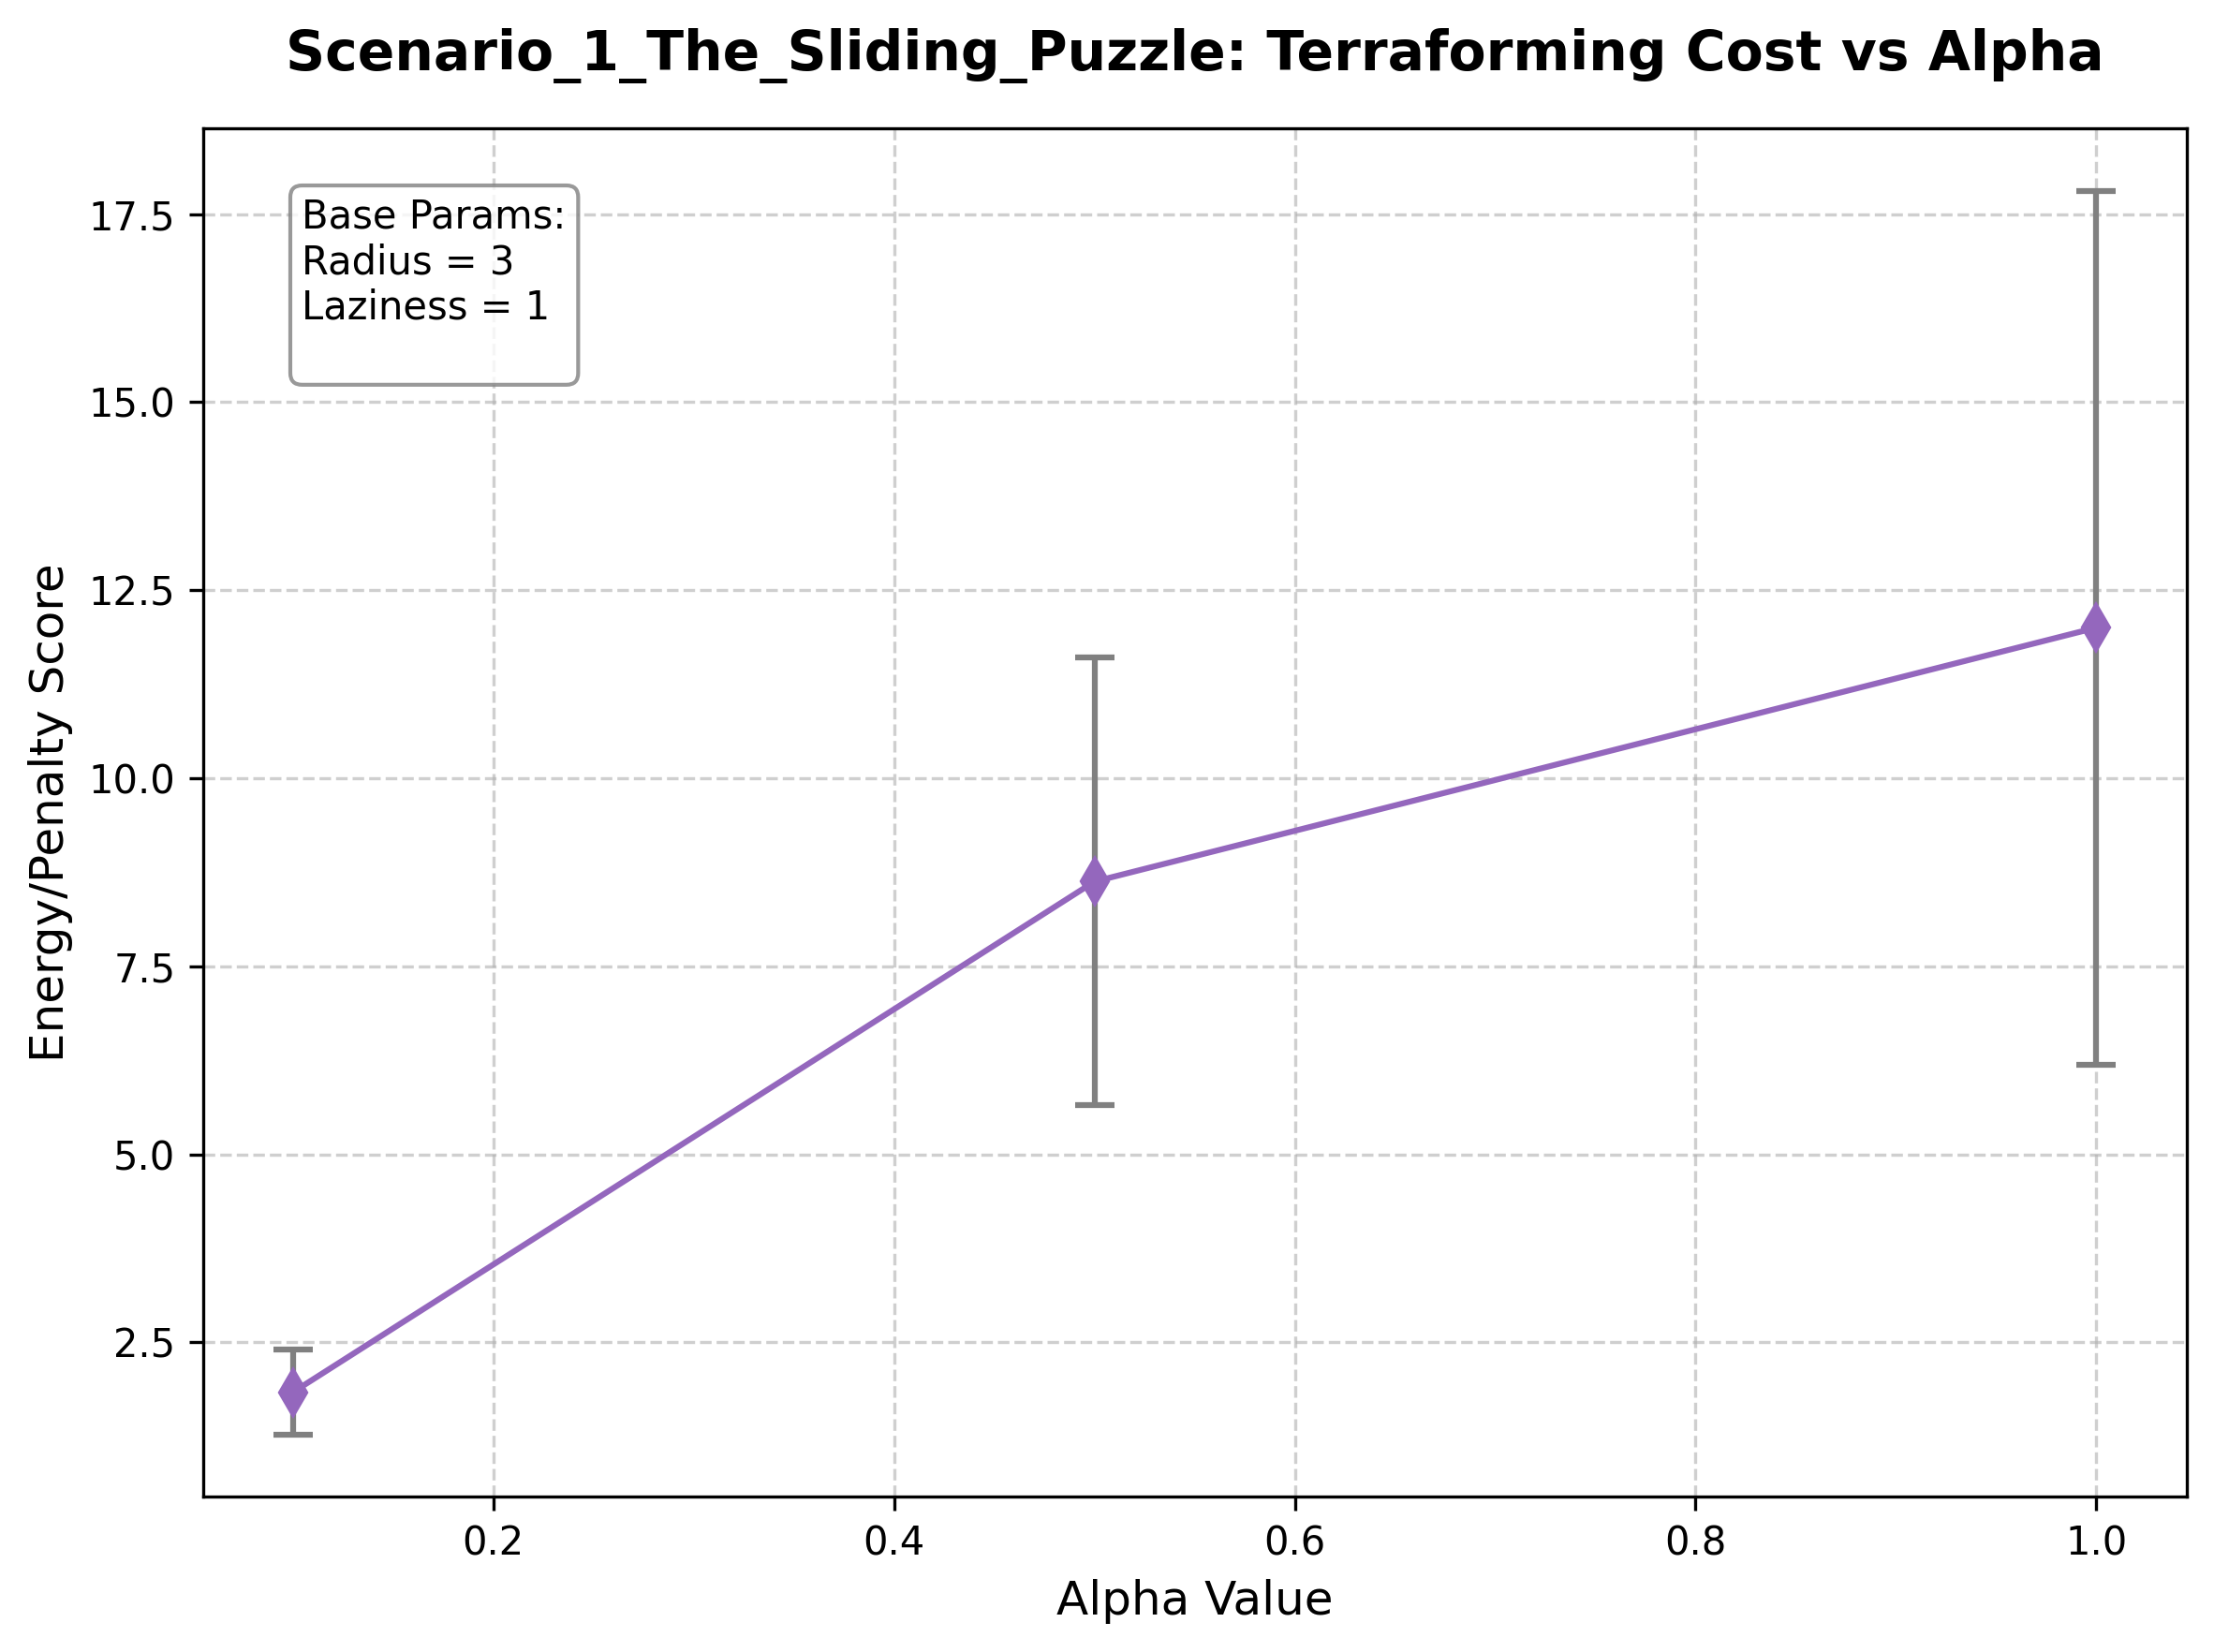 Scenario_1_The_Sliding_Puzzle: Terraforming Cost vs Alpha
Base Params:
Radius = 3
Laziness = 1
Energy/Penalty Score
17.5
15.0
12.5
10.0
7.5
5.0
2.5
0.2
0.4
0.6
0.8
1.0
Alpha Value